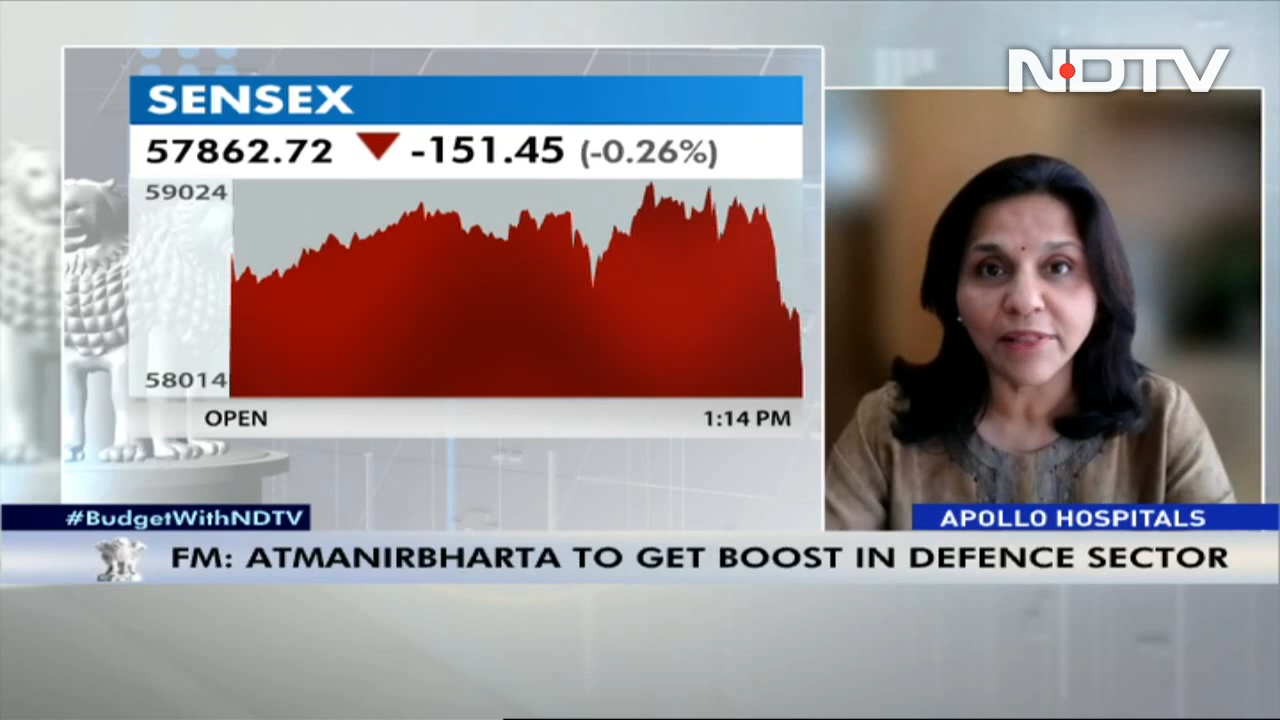 NDTV
SENSEX
57862.72 ▼ -151.45 (-0.26%)
59024
58014
OPEN 1:14 PM
#BudgetWithNDTV
APOLLO HOSPITALS
FM: ATMANIRBHARTA TO GET BOOST IN DEFENCE SECTOR